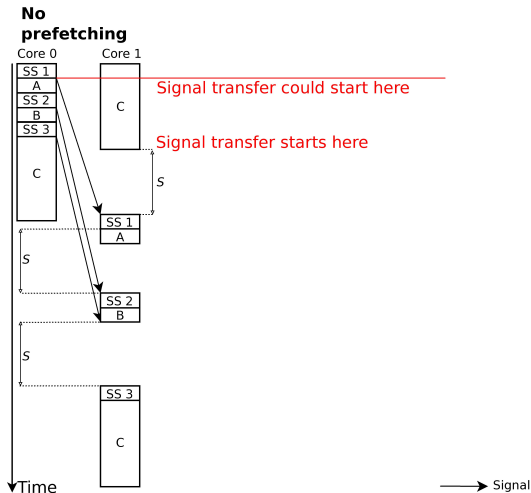 No
prefetching
Core 0 Core 1
SS 1
A
SS 2
B
SS 3
C
C
Signal transfer could start here
Signal transfer starts here
S
SS 1
A
S
SS 2
B
S
SS 3
C
Time
Signal